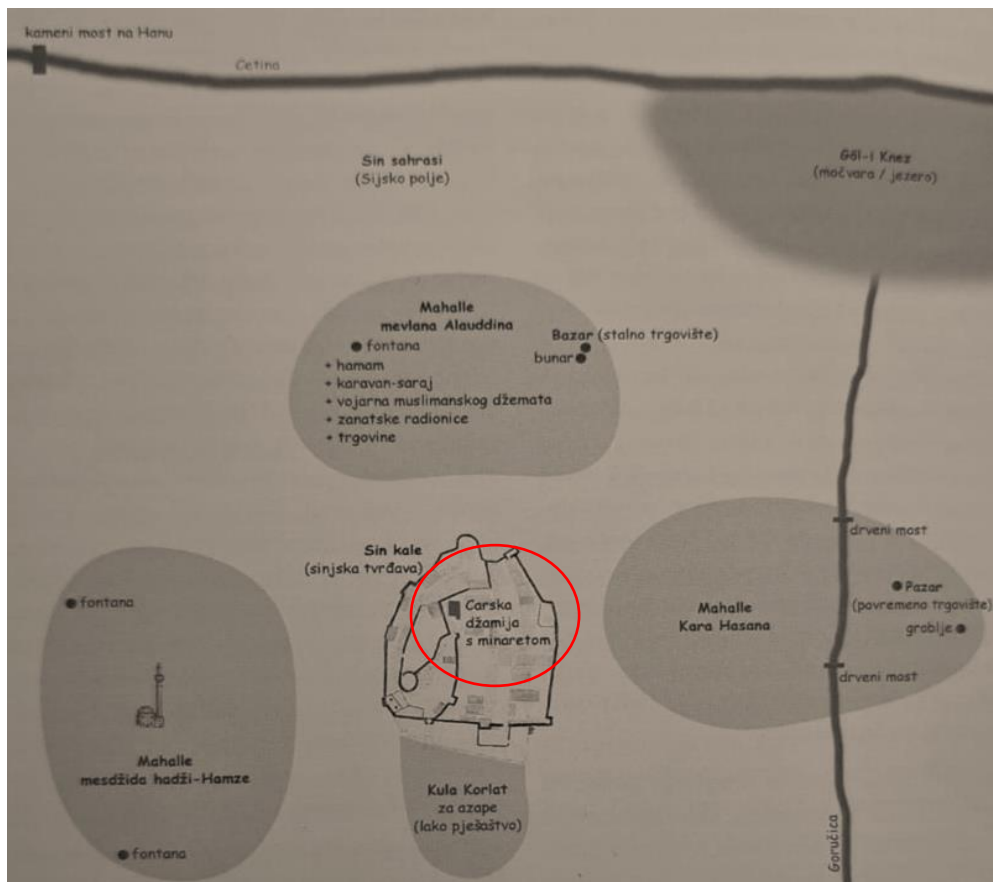 kameni most na Hanu
Cetina
Sin sahrasi
(Sijsko polje)
Göl-i Knez
(močvara / jezero)
Mahalle
mevlana Alauddina
fontana
+ hamam
+ karavan-saraj
+ vojarna muslimanskog džemata
+ zanatske radionice
+ trgovine
Bazar (stalno trgovište)
bunar
Sin kale
(sinjska tvrđava)
Carska
džamija
s minaretom
drveni most
Mahalle
Kara Hasana
Pazar
(povremeno trgovište)
groblje
drveni most
fontana
Mahalle
mesdžida hadži-Hamze
fontana
Kula Korlat
za azape
(lako pješaštvo)
Goručica